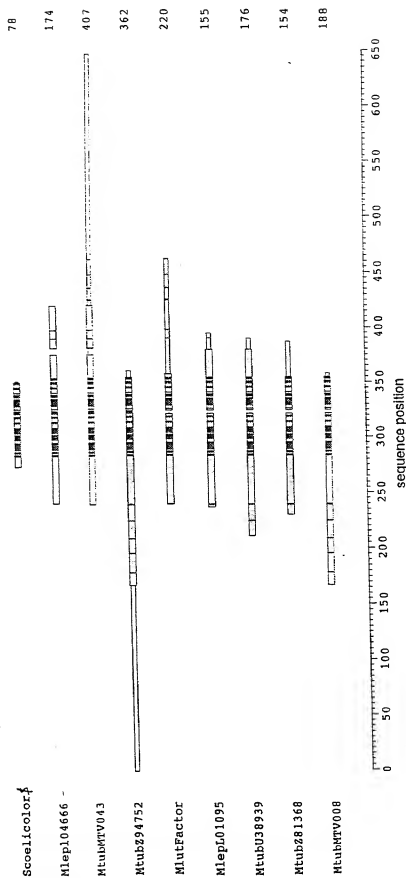 Scoelicolor 78
Mlepl04666 - 174
MtubMTV043 407
MtubZ94752 362
MlutFactor 220
MlepL01095 155
MtubU38939 176
MtubZ81368 154
MtubMTV008 188
0 50 100 150 200 250 300 350 400 450 500 550 600 650
sequence position